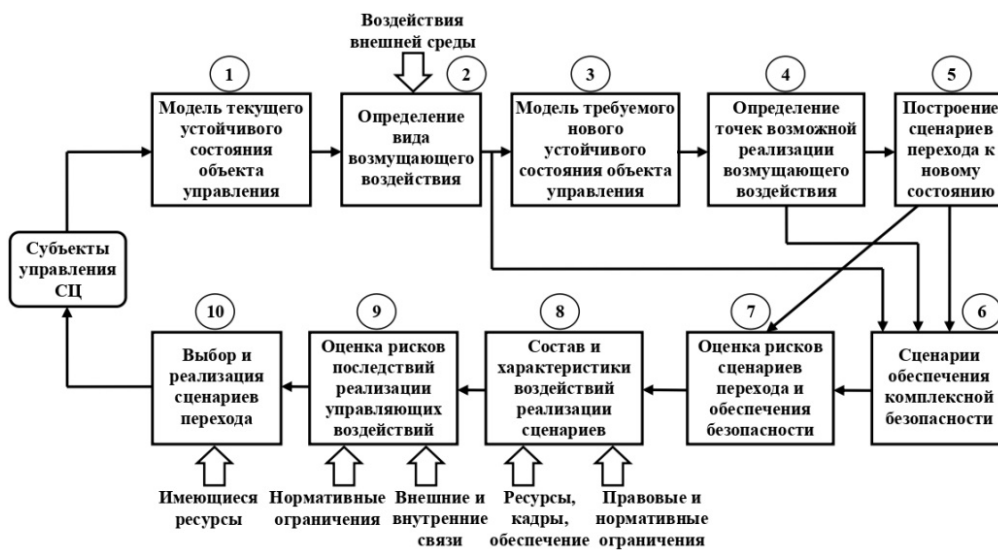 Воздействия
внешней среды
1
Модель текущего
устойчивого
состояния
объекта
управления
2
Определение
вида
возмущающего
воздействия
3
Модель требуемого
нового
устойчивого
состояния объекта
управления
4
Определение
точек возможной
реализации
возмущающего
воздействия
5
Построение
сценариев
перехода к
новому
состоянию
Субъекты
управления
СЦ
10
Выбор и
реализация
сценариев
перехода
9
Оценка рисков
последствий
реализации
управляющих
воздействий
8
Состав и
характеристики
воздействий
реализации
сценариев
7
Оценка рисков
сценариев
перехода и
обеспечения
безопасности
6
Сценарии
обеспечения
комплексной
безопасности
Имеющиеся
ресурсы
Нормативные
ограничения
Внешние и
внутренние
связи
Ресурсы,
кадры,
обеспечение
Правовые и
нормативные
ограничения